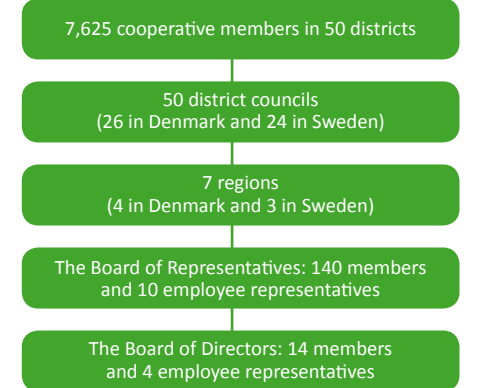 7,625 cooperative members in 50 districts
50 district councils
(26 in Denmark and 24 in Sweden)
7 regions
(4 in Denmark and 3 in Sweden)
The Board of Representatives: 140 members
and 10 employee representatives
The Board of Directors: 14 members
and 4 employee representatives